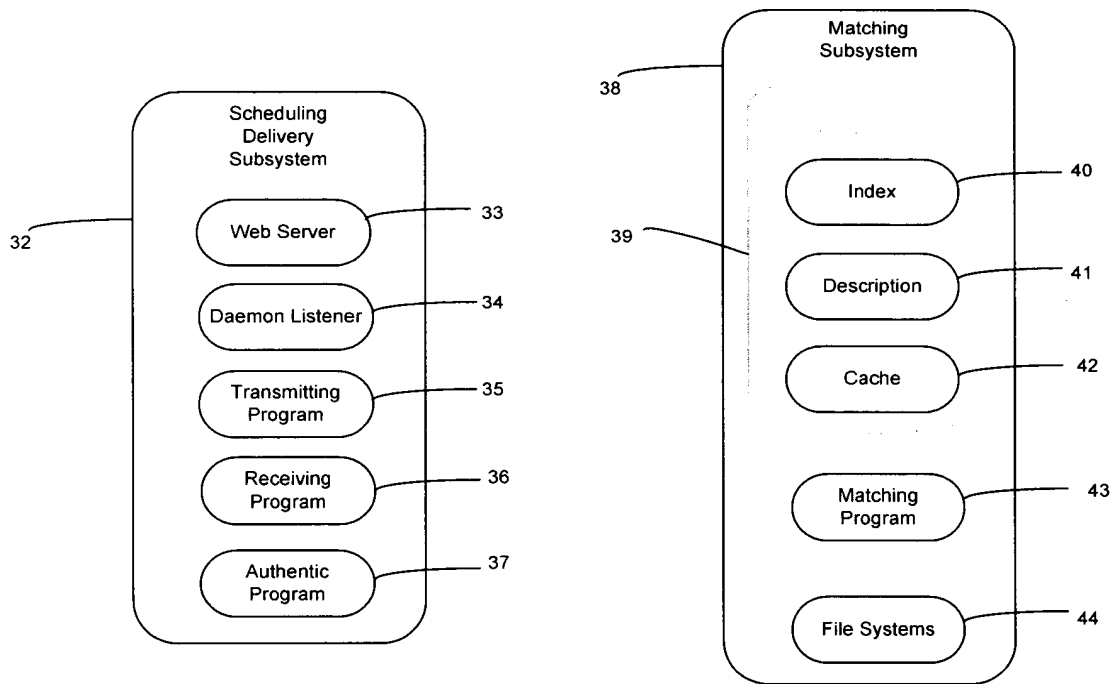 Scheduling
Delivery
Subsystem
32
Web Server
33
Daemon Listener
34
Transmitting
Program
35
Receiving
Program
36
Authentic
Program
37
Matching
Subsystem
38
39
Index
40
Description
41
Cache
42
Matching
Program
43
File Systems
44